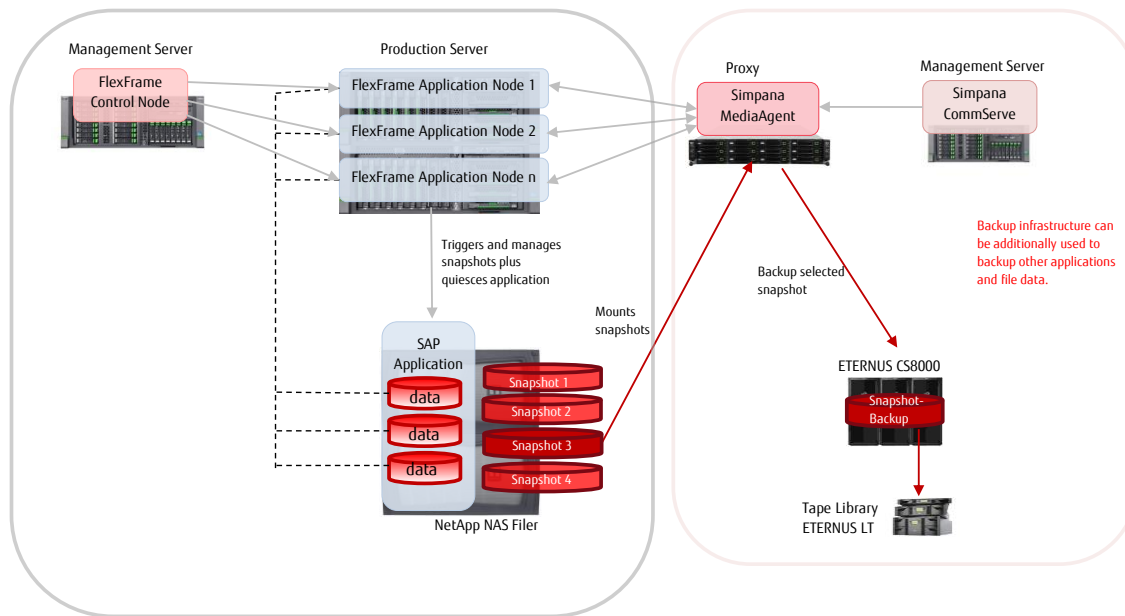 Management Server
FlexFrame
Control Node
Production Server
FlexFrame Application Node 1
FlexFrame Application Node 2
FlexFrame Application Node n
Triggers and manages
snapshots plus
quiesces application
SAP
Application
data
data
data
Snapshot 1
Snapshot 2
Snapshot 3
Snapshot 4
NetApp NAS Filer
Mounts
snapshots
Proxy
Simpana
MediaAgent
Management Server
Simpana
CommServe
Backup infrastructure can
be additionally used to
backup other applications
and file data.
Backup selected
snapshot
ETERNUS CS8000
Snapshot-
Backup
Tape Library
ETERNUS LT